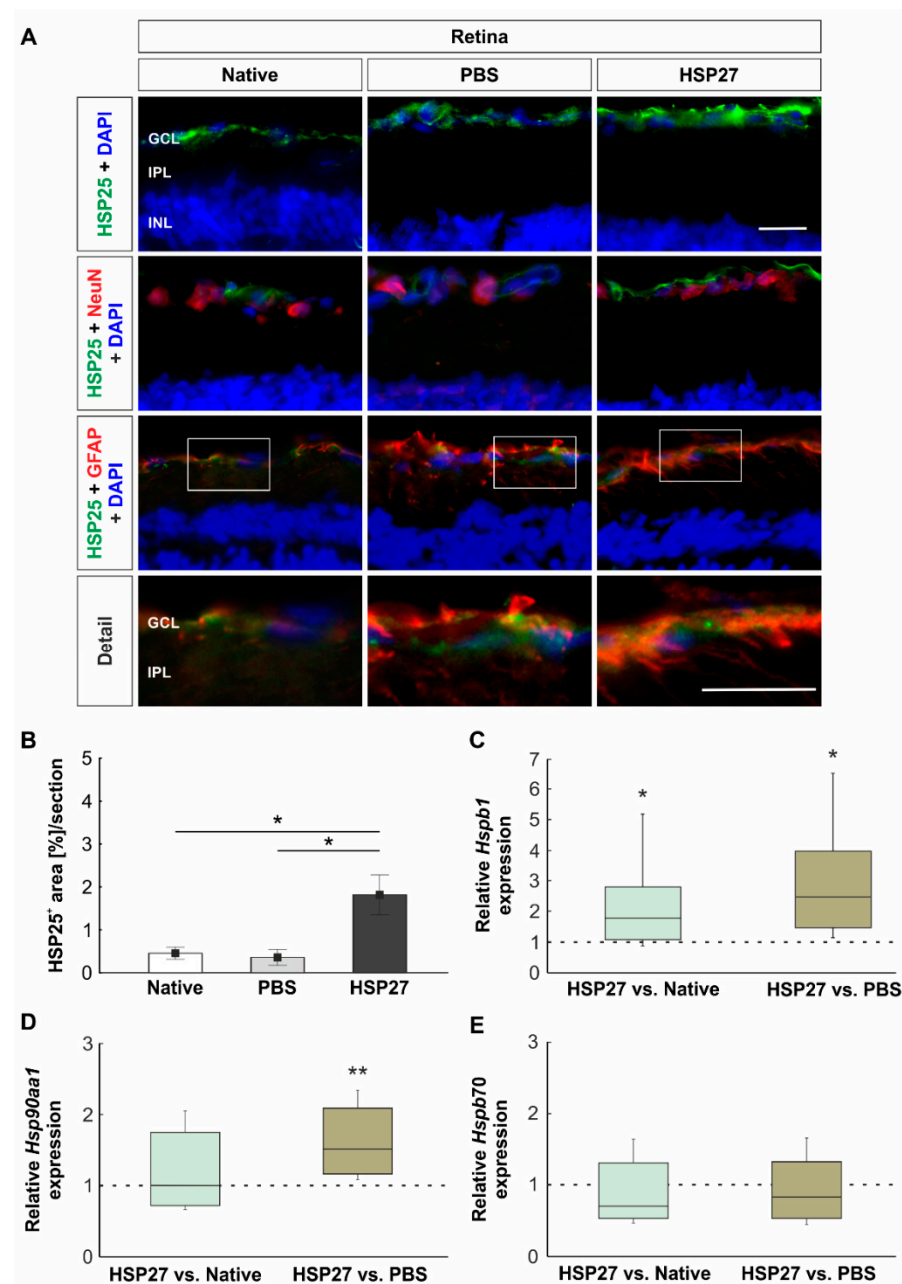 A
Retina
Native PBS HSP27
HSP25 + DAPI
GCL
IPL
INL
HSP25 + NeuN
+ DAPI
HSP25 + GFAP
+ DAPI
Detail
GCL
IPL
B
HSP25⁺ area [%]/section
5
4
3
2
1
0
* 
*
Native PBS HSP27
C
Relative Hspb1
expression
7
6
5
4
3
2
1
0
*
*
HSP27 vs. Native HSP27 vs. PBS
D
Relative Hsp90aa1
expression
3
2
1
0
**
HSP27 vs. Native HSP27 vs. PBS
E
Relative Hspb70
expression
3
2
1
0
HSP27 vs. Native HSP27 vs. PBS